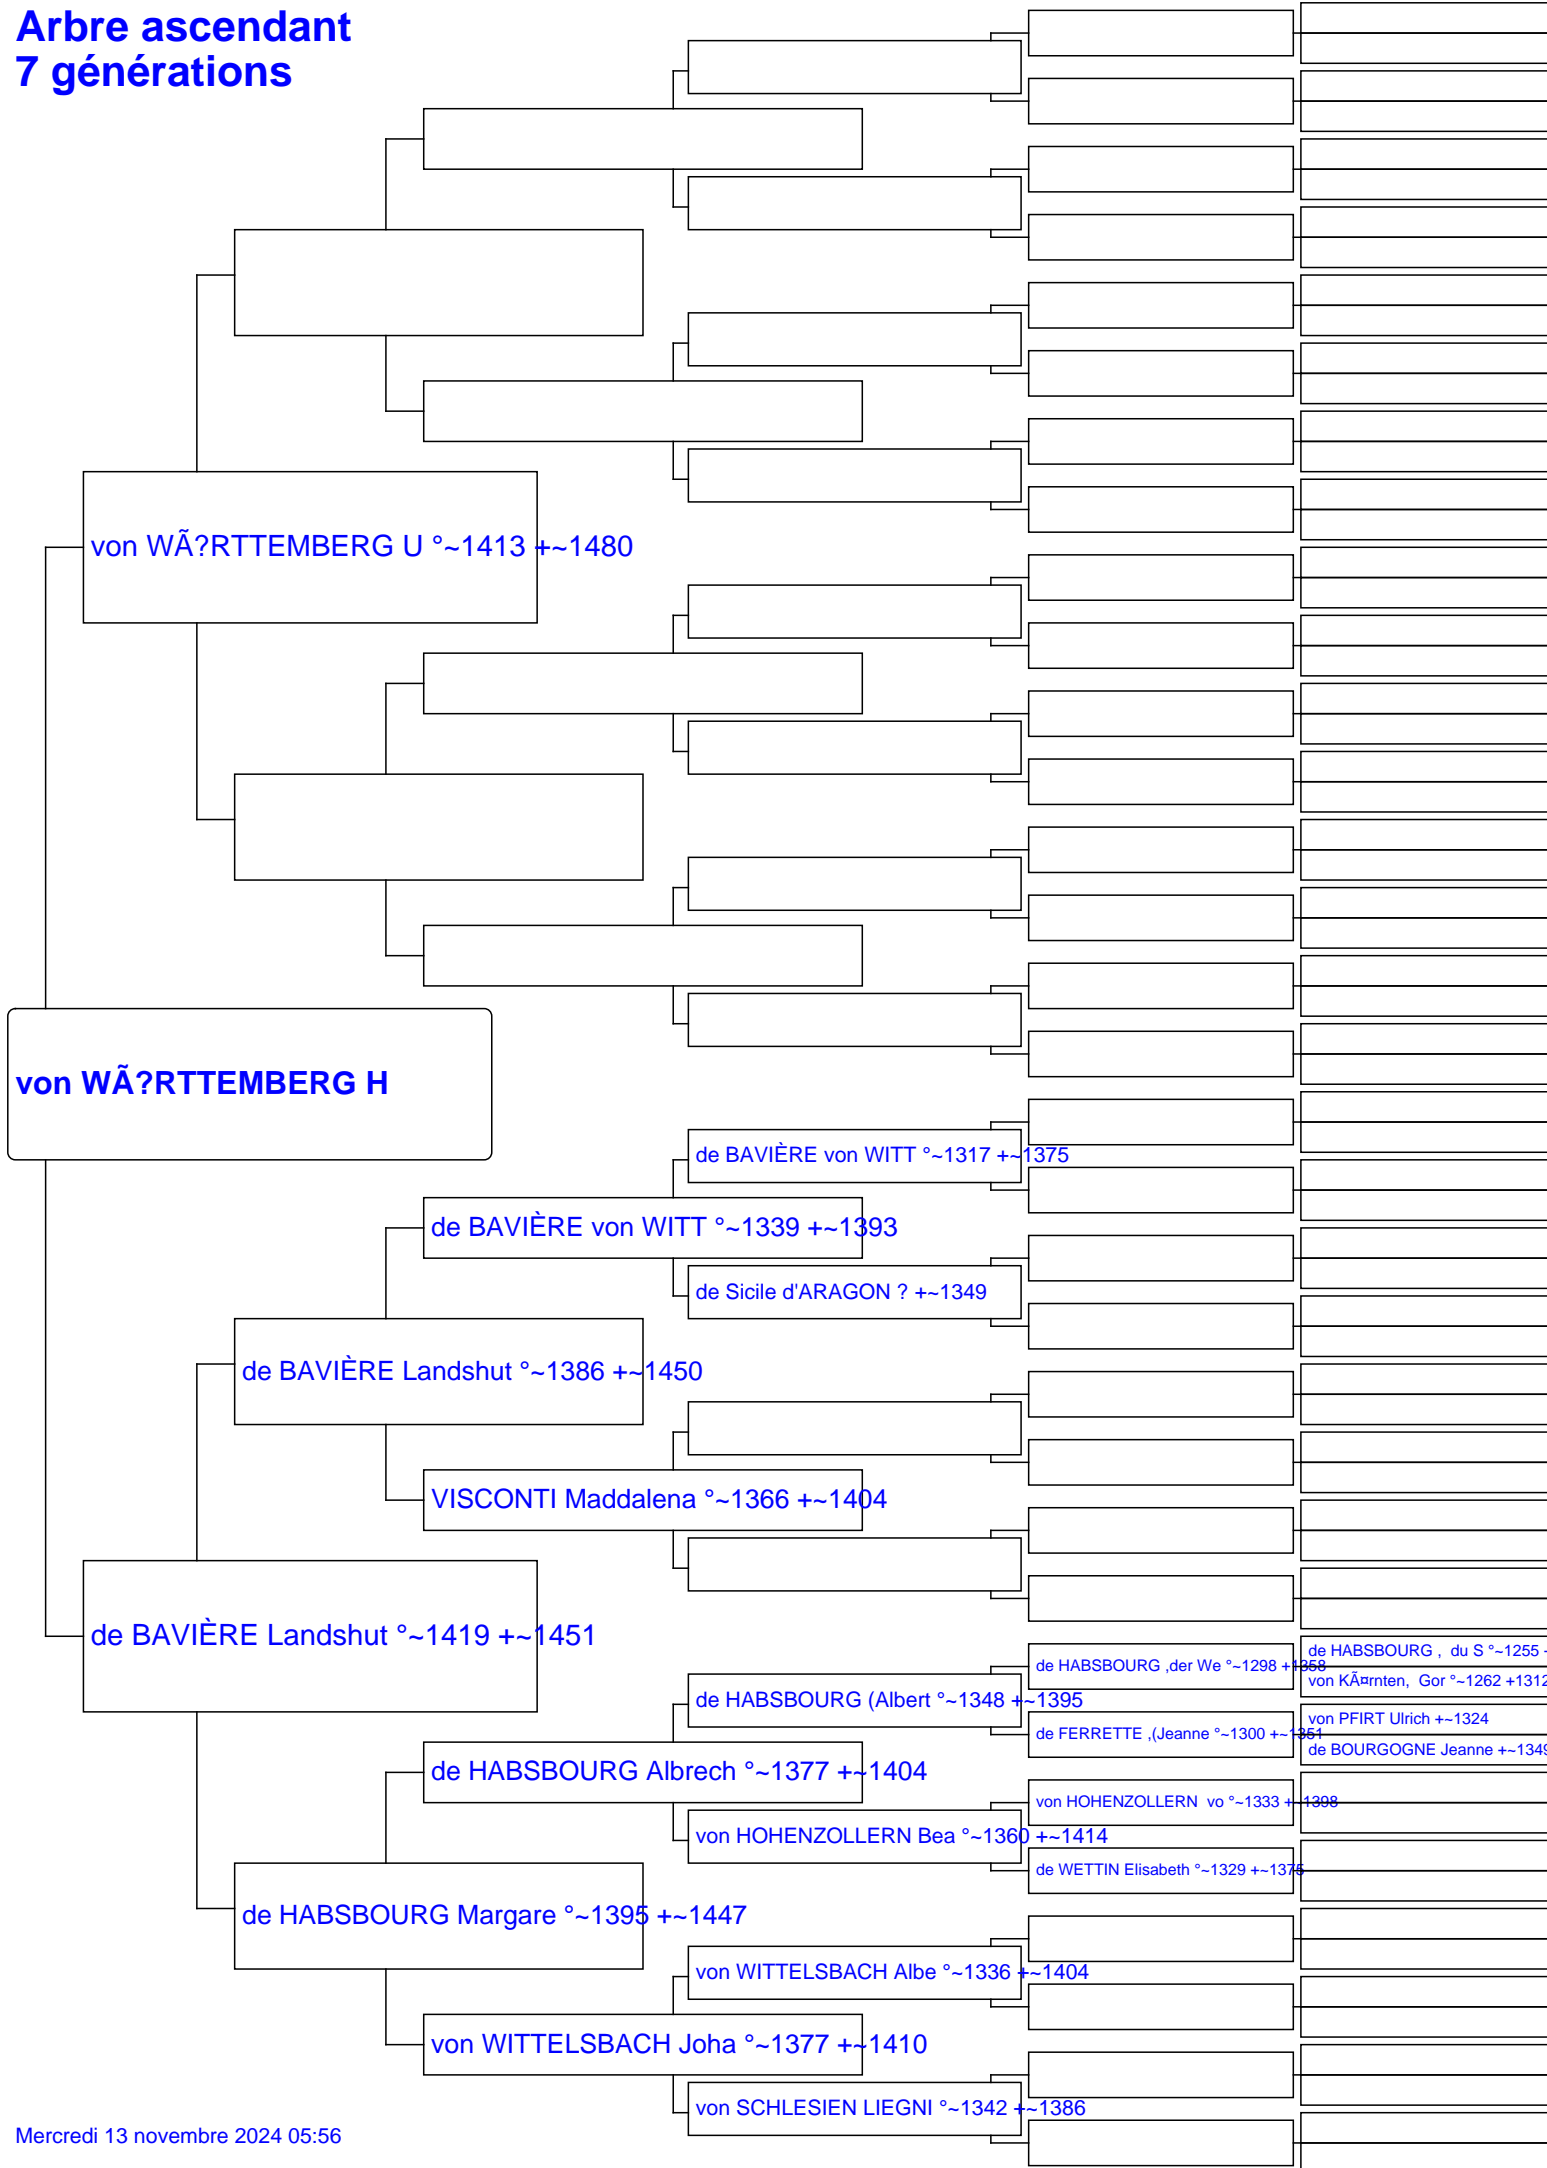 Arbre ascendant
7 générations
von WÃ?RTTEMBERG U °~1413 +~1480
von WÃ?RTTEMBERG H
de BAVIÈRE von WITT °~1317 +~1375
de BAVIÈRE von WITT °~1339 +~1393
de Sicile d'ARAGON ? +~1349
de BAVIÈRE Landshut °~1386 +~1450
VISCONTI Maddalena °~1366 +~1404
de BAVIÈRE Landshut °~1419 +~1451
de HABSBOURG , du S °~1255 -
de HABSBOURG ,der We °~1298 +1358
von KÃ¤rnten, Gor °~1262 +1312
de HABSBOURG (Albert °~1348 +~1395
von PFIRT Ulrich +~1324
de FERRETTE ,(Jeanne °~1300 +~1351
de BOURGOGNE Jeanne +~1349
de HABSBOURG Albrech °~1377 +~1404
von HOHENZOLLERN vo °~1333 +~1398
von HOHENZOLLERN Bea °~1360 +~1414
de WETTIN Elisabeth °~1329 +~1375
de HABSBOURG Margare °~1395 +~1447
von WITTELSBACH Albe °~1336 +~1404
von WITTELSBACH Joha °~1377 +~1410
von SCHLESIEN LIEGNI °~1342 +~1386
Mercredi 13 novembre 2024 05:56